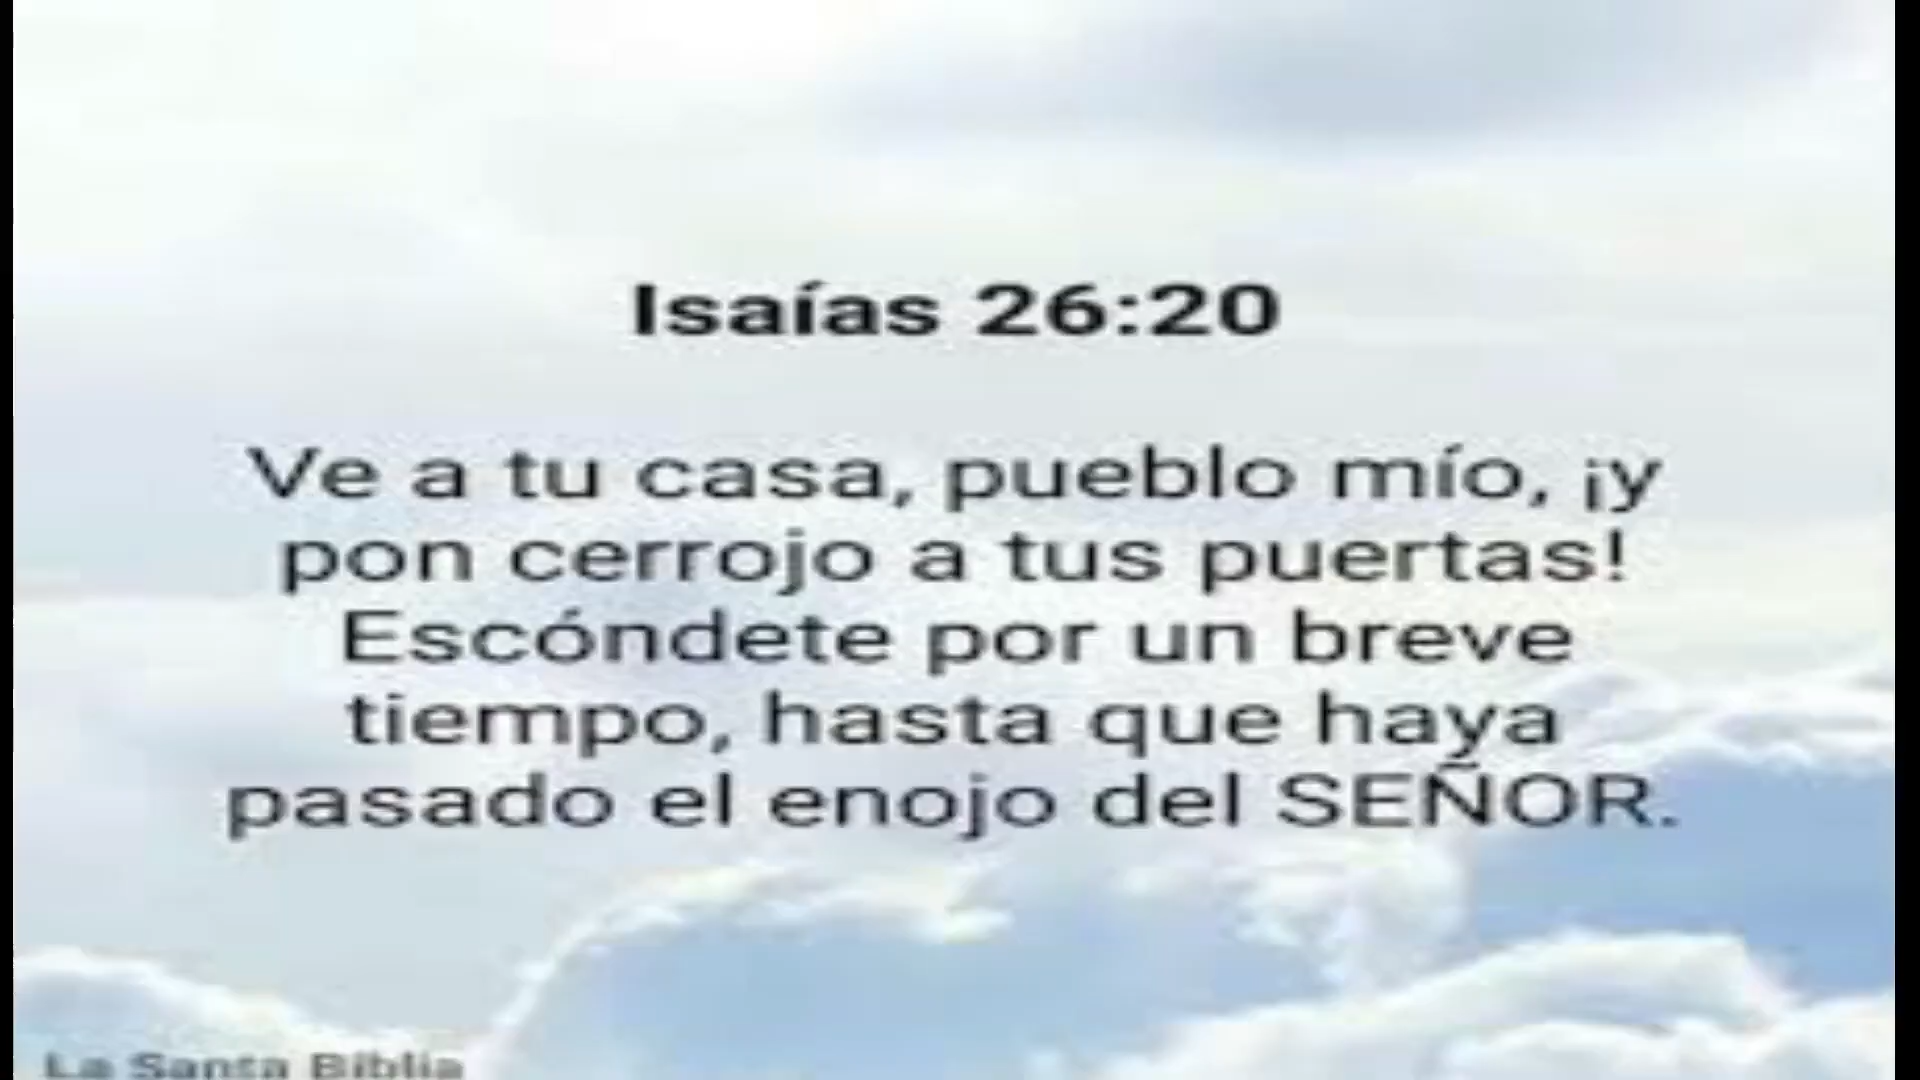 Isaías 26:20
Ve a tu casa, pueblo mío, ¡y
pon cerrojo a tus puertas!
Escóndete por un breve
tiempo, hasta que haya
pasado el enojo del SEÑOR.
La Santa Biblia